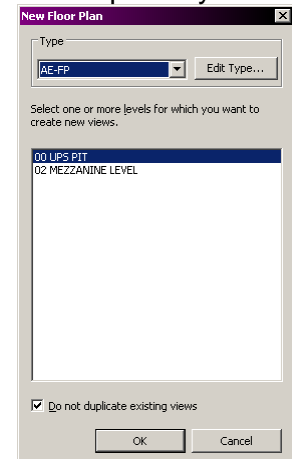 New Floor Plan
Type
AE-FP
Edit Type...
Select one or more levels for which you want to
create new views.
00 UPS PIT
02 MEZZANINE LEVEL
Do not duplicate existing views
OK
Cancel